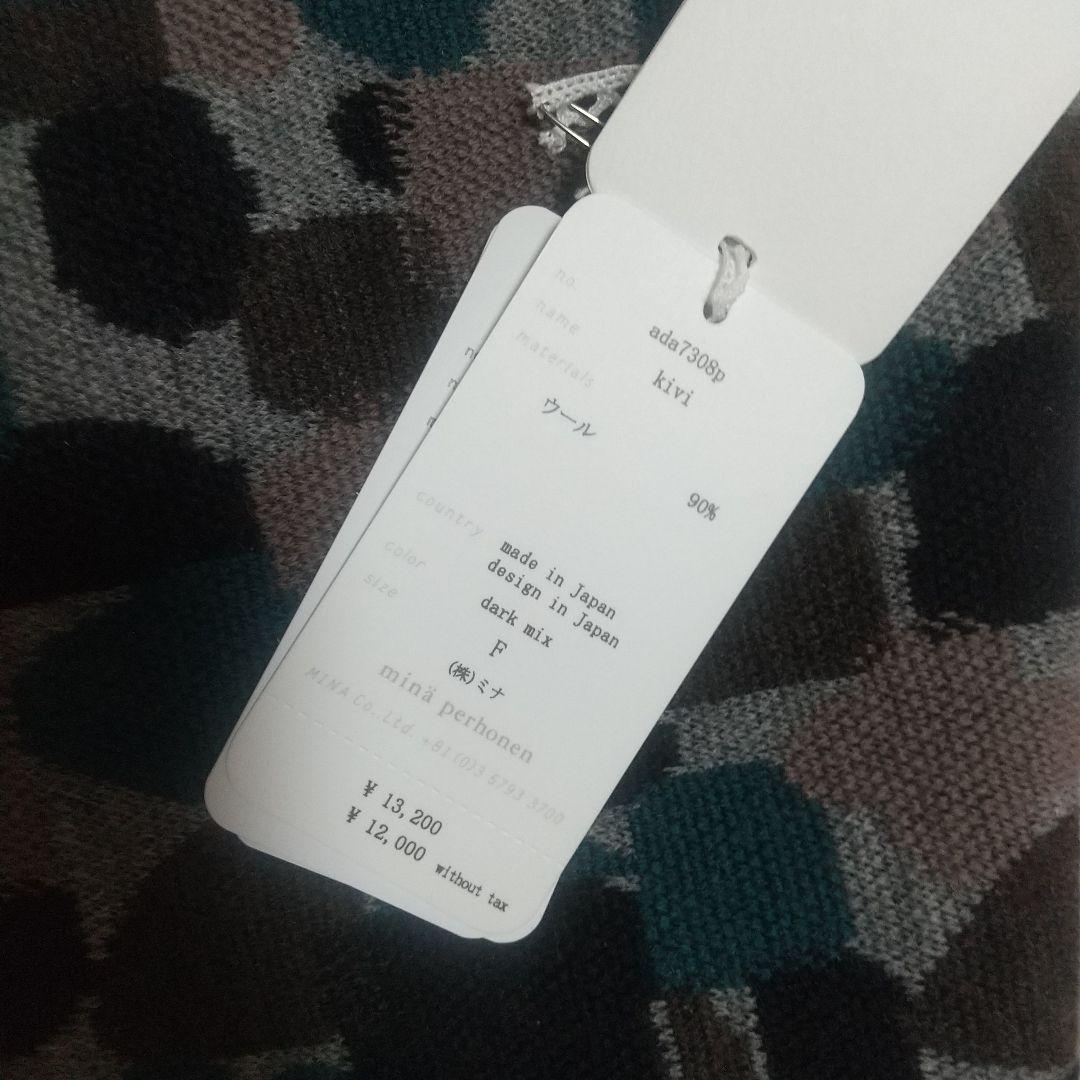 no. ada7308p
name kivi
materials
ウール
90%
country made in Japan
design in Japan
color dark mix
size F
(株)ミナ
minä perhonen
MINA Co.,Ltd. +81(0)3 5793 3700
¥ 13,200
¥ 12,000 without tax